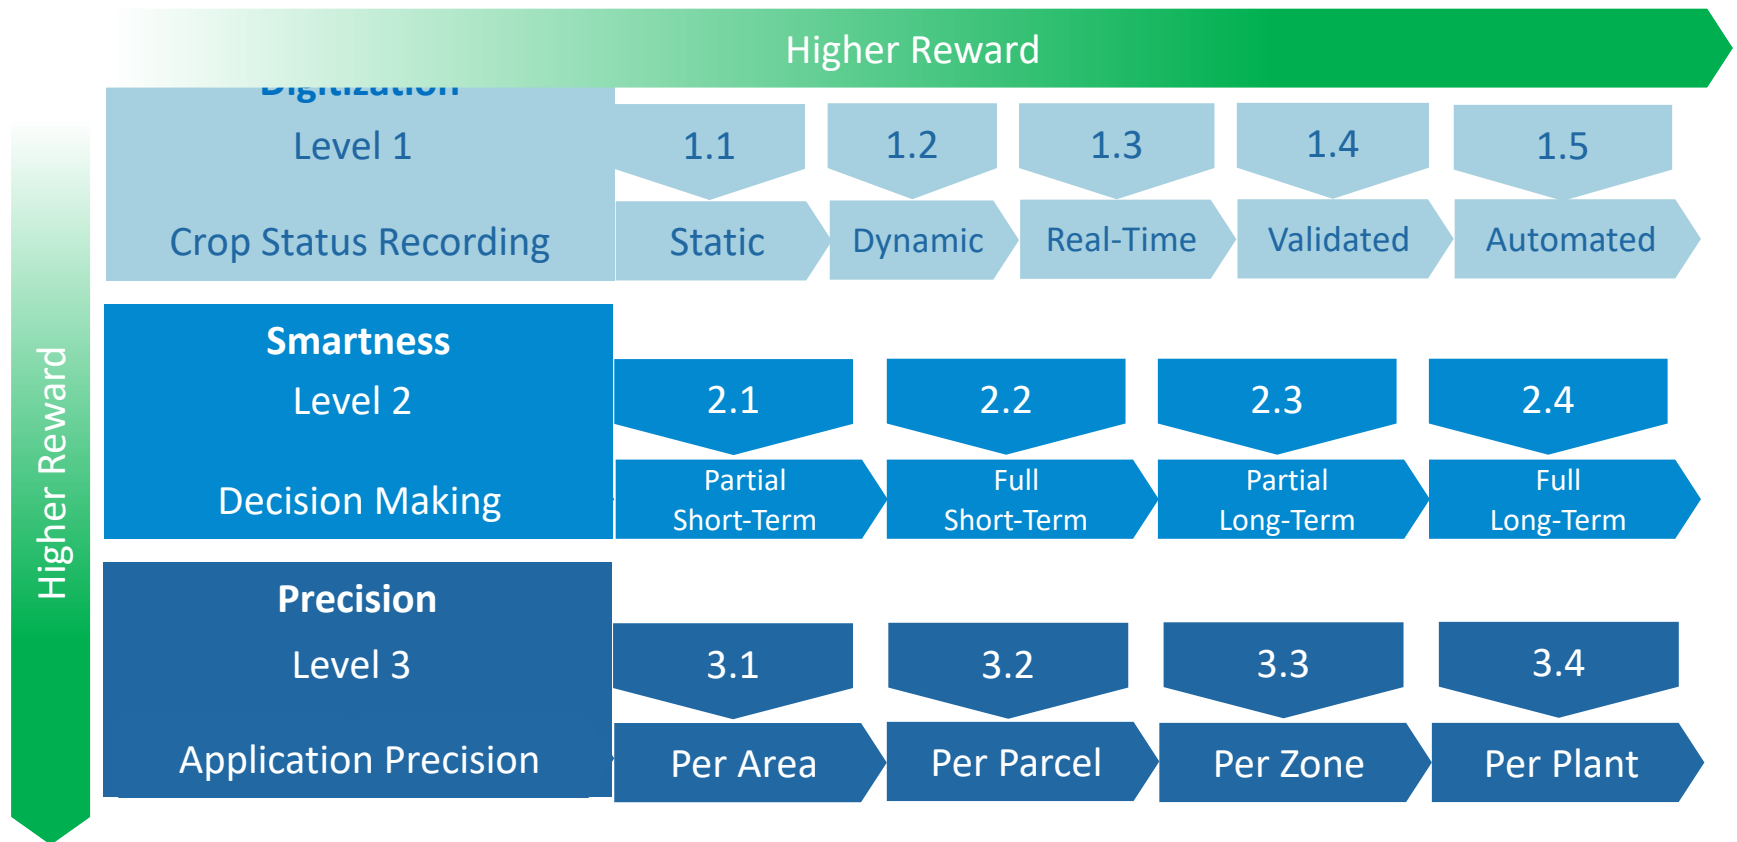 Higher Reward
Digitization
Level 1
1.1
1.2
1.3
1.4
1.5
Crop Status Recording
Static
Dynamic
Real-Time
Validated
Automated
Higher Reward
Smartness
Level 2
2.1
2.2
2.3
2.4
Decision Making
Partial
Short-Term
Full
Short-Term
Partial
Long-Term
Full
Long-Term
Precision
Level 3
3.1
3.2
3.3
3.4
Application Precision
Per Area
Per Parcel
Per Zone
Per Plant